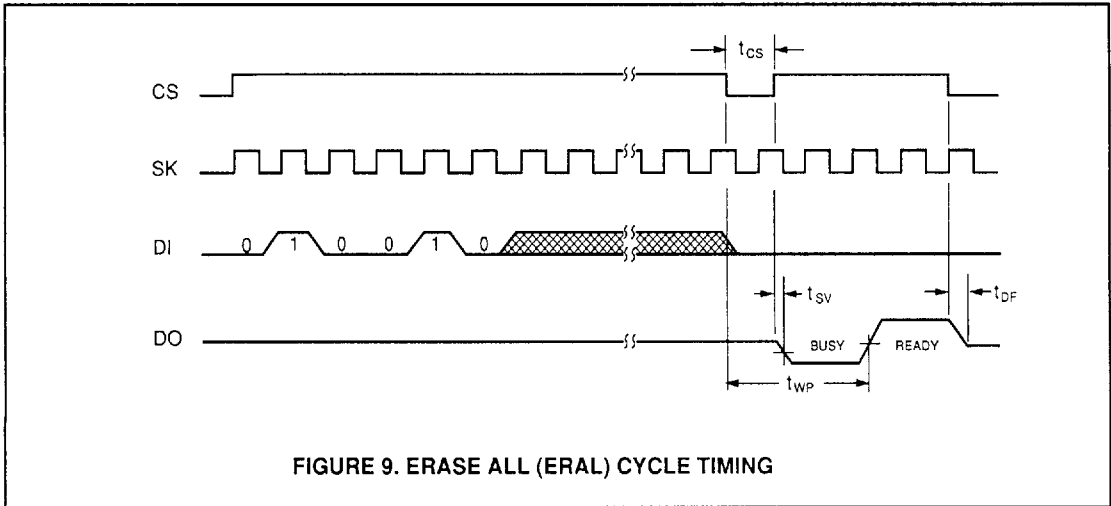 tCS
CS
SK
DI 0 1 0 0 1 0
tSV tDF
DO BUSY READY
tWP
FIGURE 9. ERASE ALL (ERAL) CYCLE TIMING